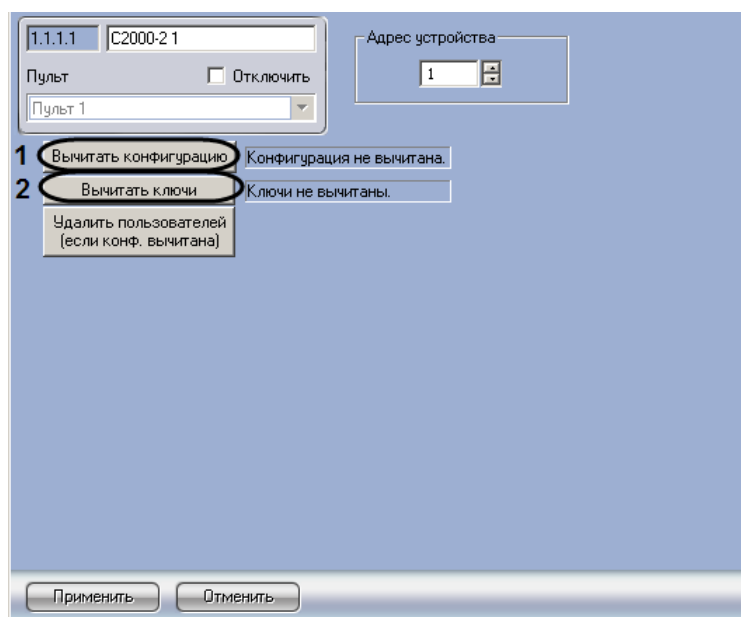 1.1.1.1 С2000-2 1
Адрес устройства
Пульт Отключить
1
Пульт 1
1 Вычитать конфигурацию Конфигурация не вычитана.
2 Вычитать ключи Ключи не вычитаны.
Удалить пользователей
(если конф. вычитана)
Применить Отменить